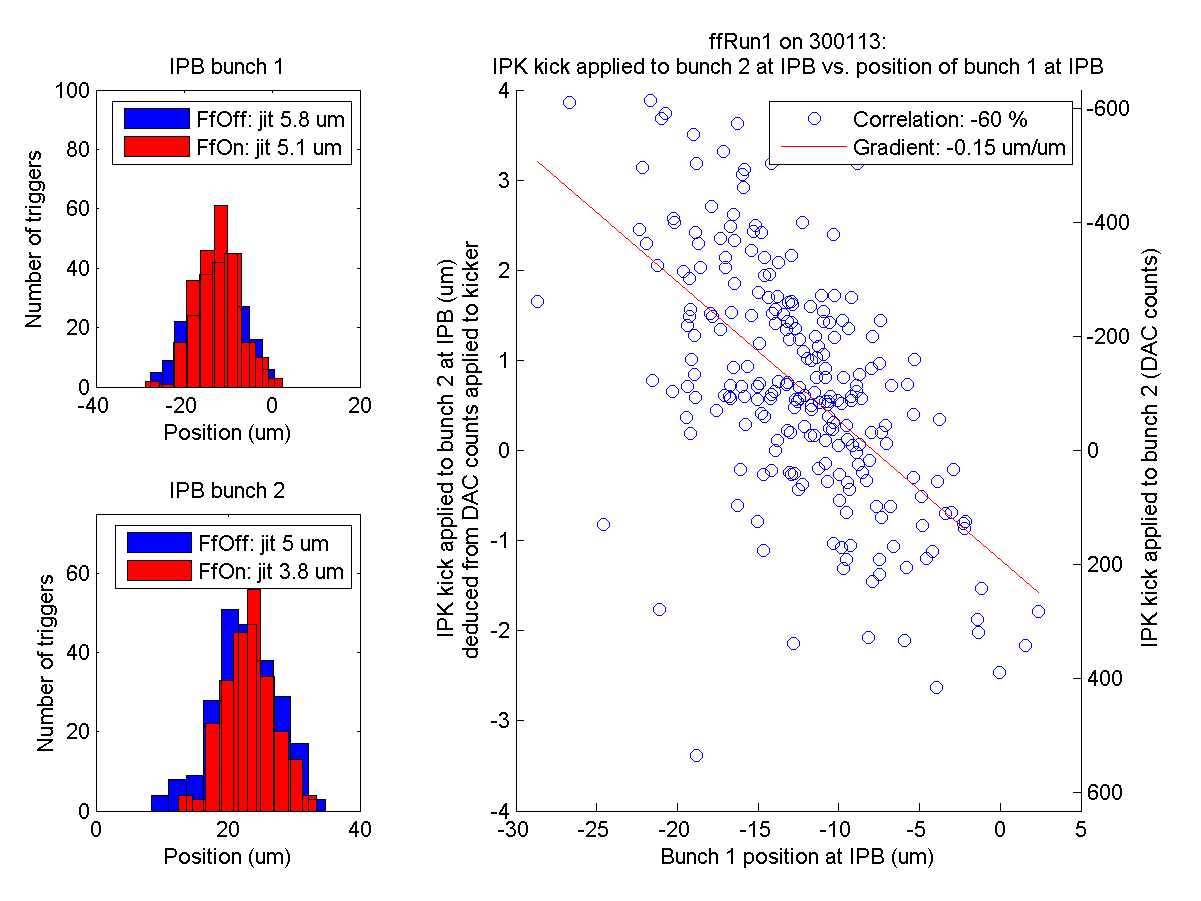 IPB bunch 1
100
80
60
40
20
0
-40
-20
0
20
Number of triggers
Position (um)
FfOff: jit 5.8 um
FfOn: jit 5.1 um
IPB bunch 2
60
40
20
0
0
20
40
Number of triggers
Position (um)
FfOff: jit 5 um
FfOn: jit 3.8 um
ffRun1 on 300113:
IPK kick applied to bunch 2 at IPB vs. position of bunch 1 at IPB
Correlation: -60 %
Gradient: -0.15 um/um
IPK kick applied to bunch 2 at IPB (um)
deduced from DAC counts applied to kicker
4
3
2
1
0
-1
-2
-3
-4
-30
-25
-20
-15
-10
-5
0
5
Bunch 1 position at IPB (um)
-600
-400
-200
0
200
400
600
IPK kick applied to bunch 2 (DAC counts)